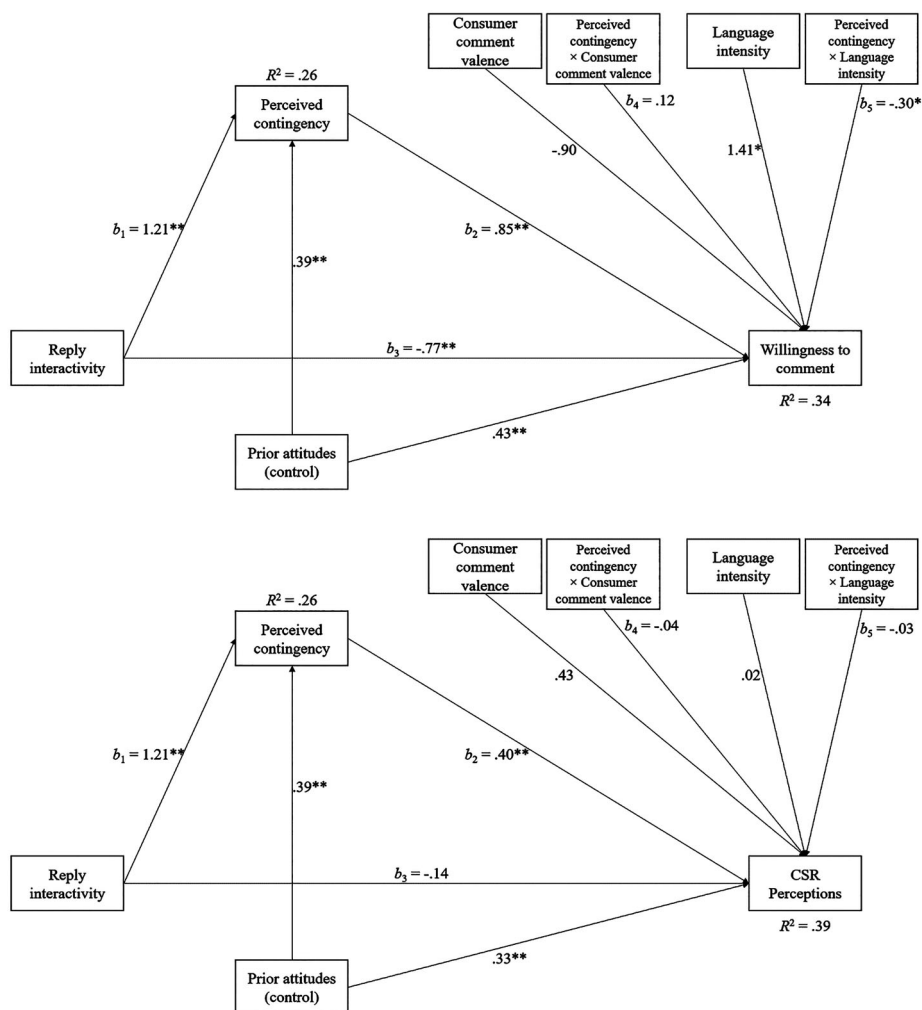 Consumer
comment
valence
Perceived
contingency
× Consumer
comment valence
Language
intensity
Perceived
contingency
× Language
intensity
R² = .26
Perceived
contingency
b₄ = .12
b₅ = -.30*
-.90
1.41*
b₁ = 1.21**
b₂ = .85**
.39**
Reply
interactivity
b₃ = -.77**
Willingness to
comment
R² = .34
.43**
Prior attitudes
(control)
Consumer
comment
valence
Perceived
contingency
× Consumer
comment valence
Language
intensity
Perceived
contingency
× Language
intensity
R² = .26
Perceived
contingency
b₄ = -.04
b₅ = -.03
.43
.02
b₁ = 1.21**
b₂ = .40**
.39**
Reply
interactivity
b₃ = -.14
CSR
Perceptions
R² = .39
.33**
Prior attitudes
(control)